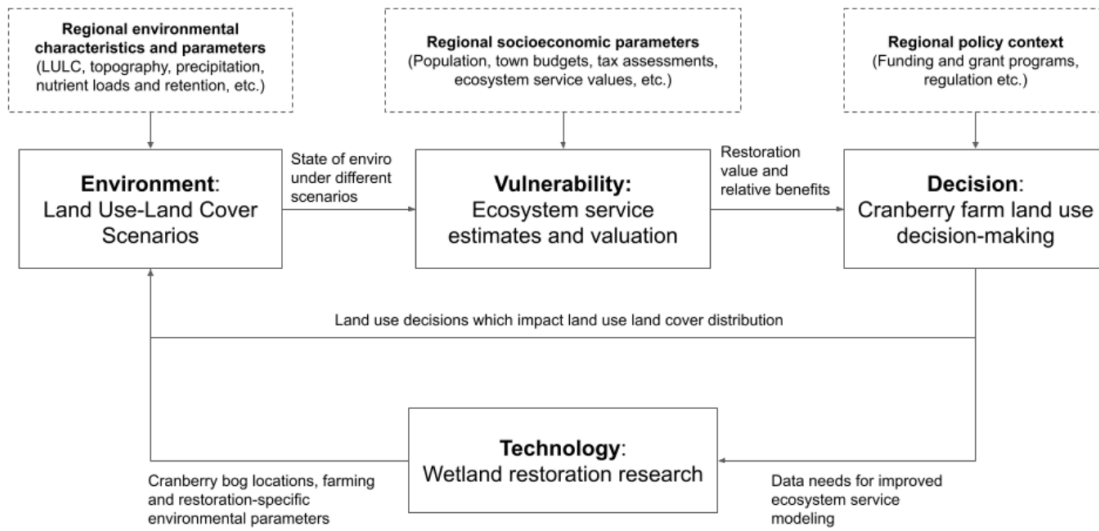 Regional environmental
characteristics and parameters
(LULC, topography, precipitation,
nutrient loads and retention, etc.)
Regional socioeconomic parameters
(Population, town budgets, tax assessments,
ecosystem service values, etc.)
Regional policy context
(Funding and grant programs,
regulation etc.)
Environment:
Land Use-Land Cover
Scenarios
State of enviro
under different
scenarios
Vulnerability:
Ecosystem service
estimates and valuation
Restoration
value and
relative benefits
Decision:
Cranberry farm land use
decision-making
Land use decisions which impact land use land cover distribution
Technology:
Wetland restoration research
Cranberry bog locations, farming
and restoration-specific
environmental parameters
Data needs for improved
ecosystem service
modeling